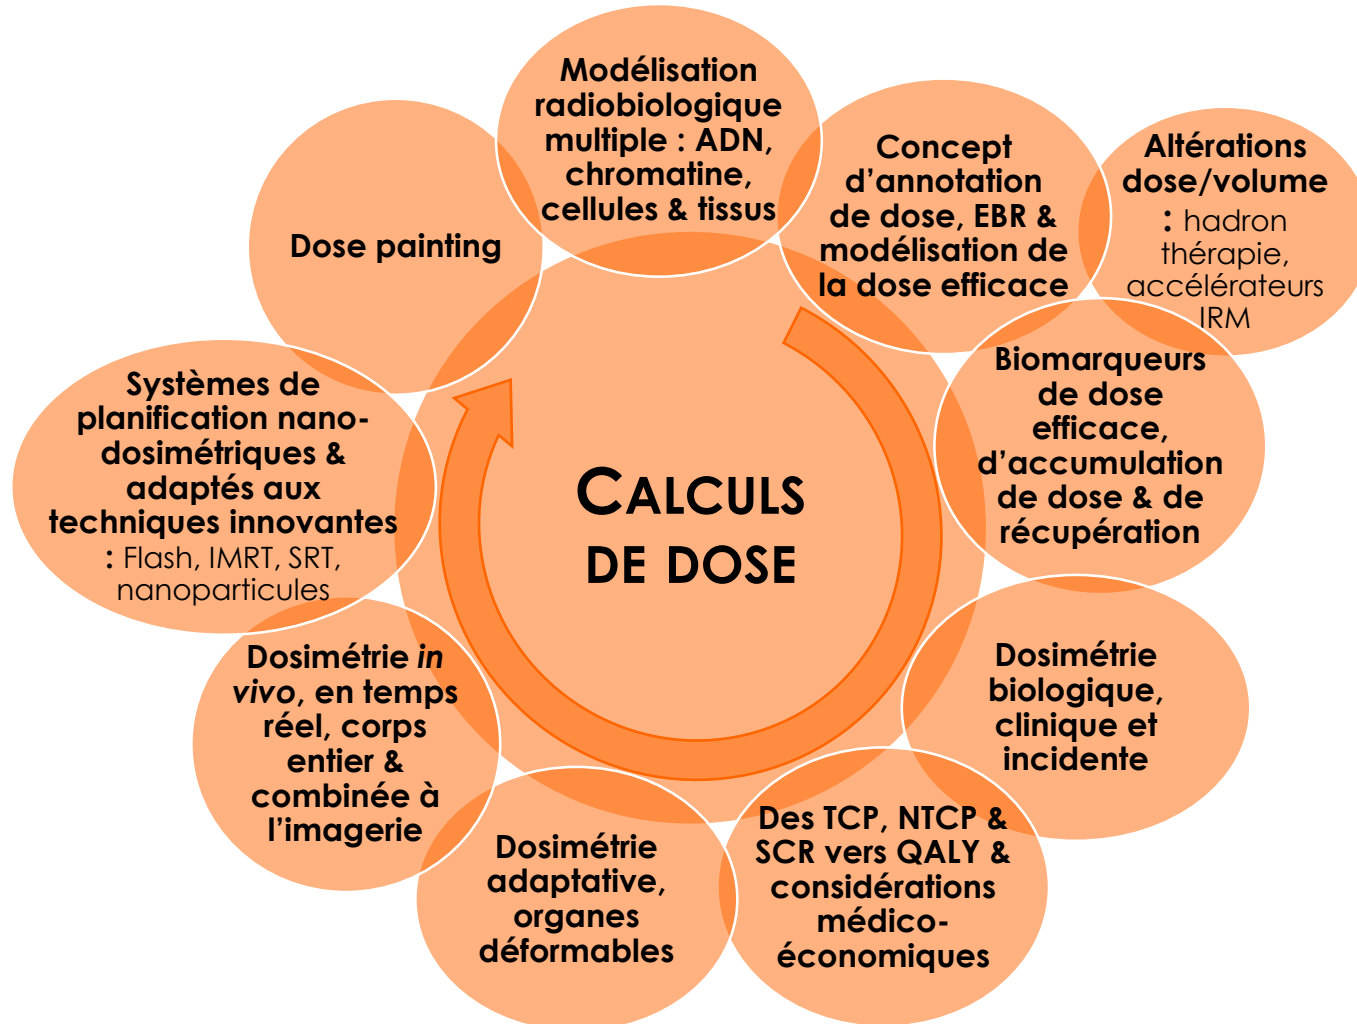 Modélisation
radiobiologique
multiple : ADN,
chromatine,
cellules & tissus
Concept
d’annotation
de dose, EBR &
modélisation de
la dose efficace
Altérations
dose/volume
: hadron
thérapie,
accélérateurs
IRM
Biomarqueurs
de dose
efficace,
d’accumulation
de dose & de
récupération
Dosimétrie
biologique,
clinique et
incidente
Des TCP, NTCP &
SCR vers QALY &
considérations
médico-
économiques
Dosimétrie
adaptative,
organes
déformables
Dosimétrie in
vivo, en temps
réel, corps
entier &
combinée à
l’imagerie
Systèmes de
planification nano-
dosimétriques &
adaptés aux
techniques innovantes
: Flash, IMRT, SRT,
nanoparticules
Dose painting
CALCULS
DE DOSE